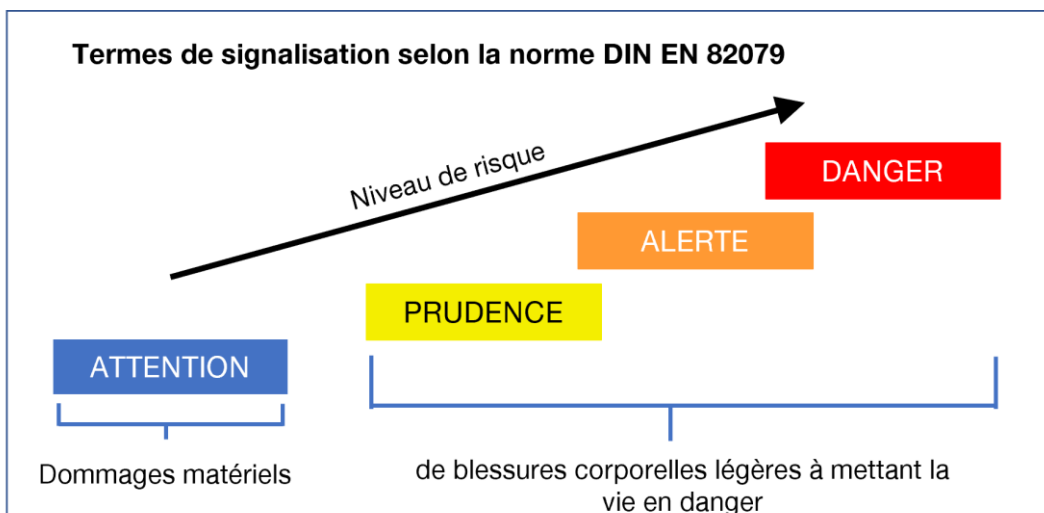 Termes de signalisation selon la norme DIN EN 82079
Niveau de risque
DANGER
ALERTE
PRUDENCE
ATTENTION
Dommages matériels
de blessures corporelles légères à mettant la
vie en danger